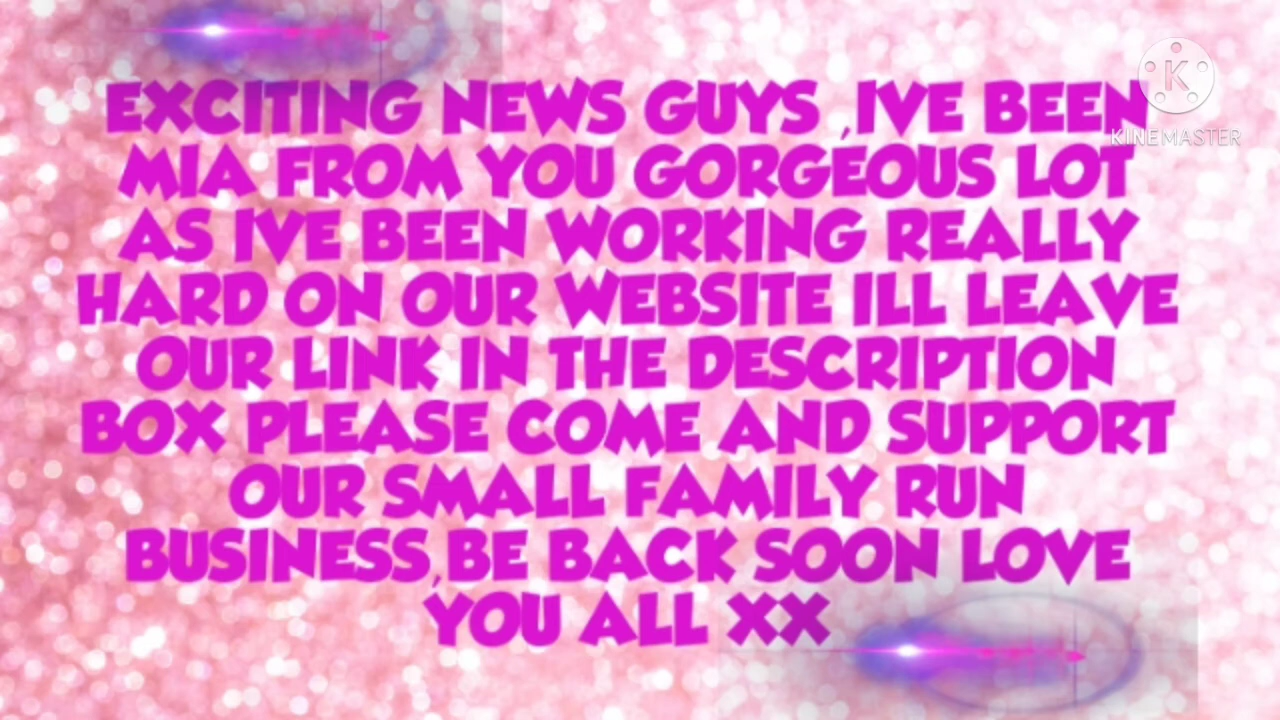 EXCITING NEWS GUYS ,IVE BEEN
MIA FROM YOU GORGEOUS LOT
AS IVE BEEN WORKING REALLY
HARD ON OUR WEBSITE ILL LEAVE
OUR LINK IN THE DESCRIPTION
BOX PLEASE COME AND SUPPORT
OUR SMALL FAMILY RUN
BUSINESS,BE BACK SOON LOVE
YOU ALL XX
K
KINEMASTER